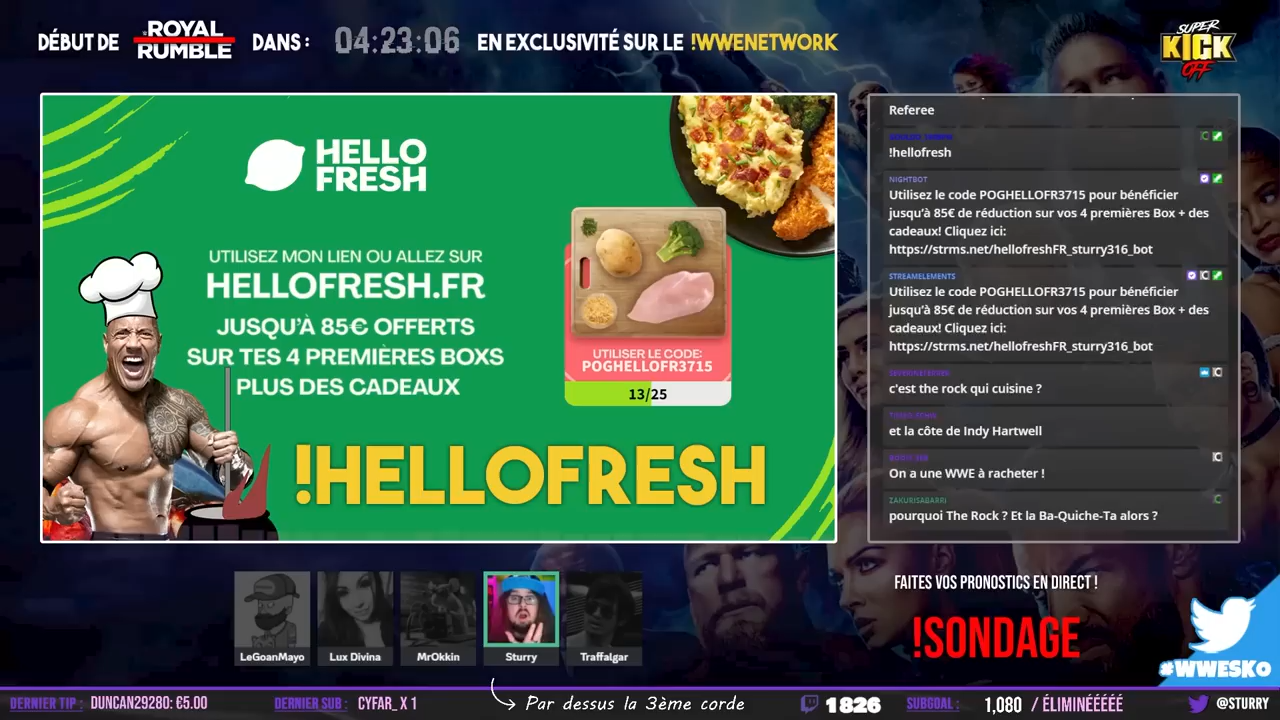 DÉBUT DE
ROYAL
RUMBLE
DANS :
04:23:06
EN EXCLUSIVITÉ SUR LE !WWENETWORK
SUPER
KICK
OFF
HELLO
FRESH
UTILISEZ MON LIEN OU ALLEZ SUR
HELLOFRESH.FR
JUSQU'À 85€ OFFERTS
SUR TES 4 PREMIÈRES BOXS
PLUS DES CADEAUX
UTILISER LE CODE:
POGHELLOFR3715
13/25
!HELLOFRESH
Referee
!hellofresh
NIGHTBOT
Utilisez le code POGHELLOFR3715 pour bénéficier
jusqu'à 85€ de réduction sur vos 4 premières Box + des
cadeaux! Cliquez ici:
https://strms.net/hellofreshFR_sturry316_bot
STREAMELEMENTS
Utilisez le code POGHELLOFR3715 pour bénéficier
jusqu'à 85€ de réduction sur vos 4 premières Box + des
cadeaux! Cliquez ici:
https://strms.net/hellofreshFR_sturry316_bot
c'est the rock qui cuisine ?
et la côte de Indy Hartwell
On a une WWE à racheter !
ZAKURISABARRI
pourquoi The Rock ? Et la Ba-Quiche-Ta alors ?
LeGoanMayo
Lux Divina
MrOkkin
Sturry
Traffalgar
FAITES VOS PRONOSTICS EN DIRECT !
!SONDAGE
#WWESKO
DERNIER TIP : DUNCAN29280: €5.00
DERNIER SUB : CYFAR_ X 1
Par dessus la 3ème corde
1826
SUBGOAL : 1,080 / ÉLIMINÉÉÉÉÉ
@STURRY